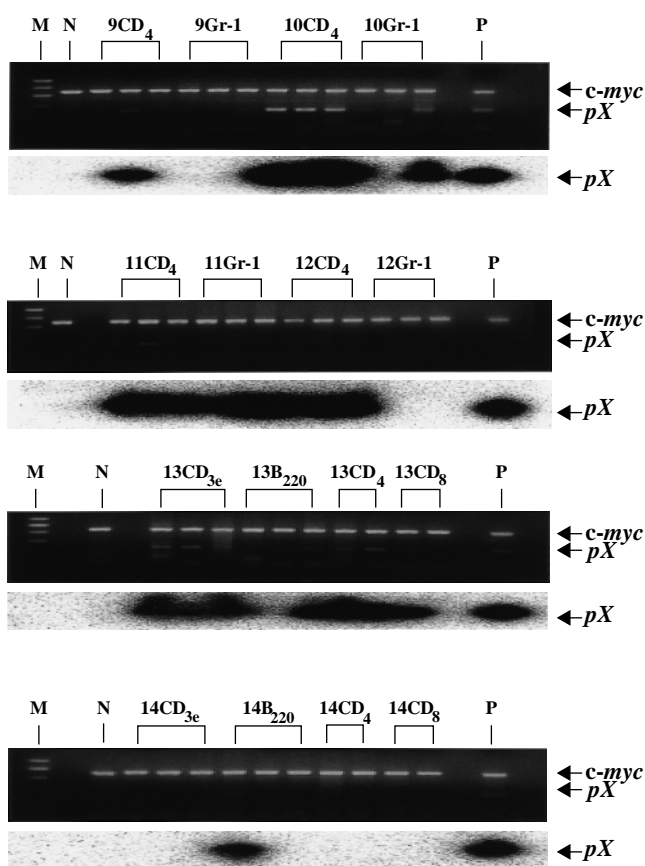 M N 9CD4 9Gr-1 10CD4 10Gr-1 P
c-myc
pX
pX
M N 11CD4 11Gr-1 12CD4 12Gr-1 P
c-myc
pX
pX
M N 13CD3e 13B220 13CD4 13CD8 P
c-myc
pX
pX
M N 14CD3e 14B220 14CD4 14CD8 P
c-myc
pX
pX